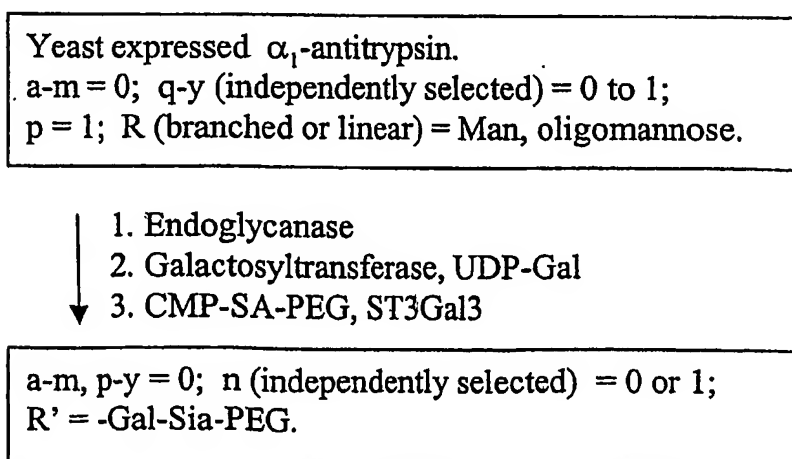 Yeast expressed α₁-antitrypsin.
a-m = 0; q-y (independently selected) = 0 to 1;
p = 1; R (branched or linear) = Man, oligomannose.
1. Endoglycanase
2. Galactosyltransferase, UDP-Gal
3. CMP-SA-PEG, ST3Gal3
a-m, p-y = 0; n (independently selected) = 0 or 1;
R' = -Gal-Sia-PEG.